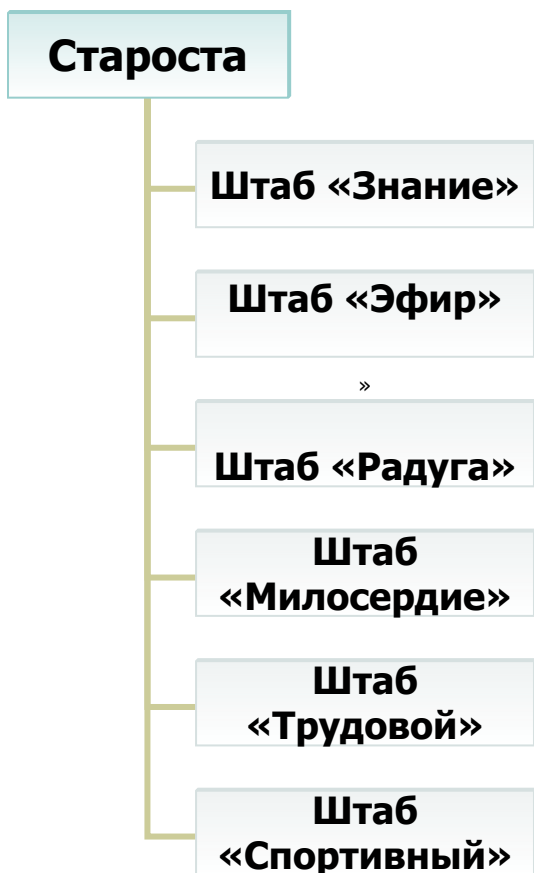 Староста
Штаб «Знание»
Штаб «Эфир»
»
Штаб «Радуга»
Штаб
«Милосердие»
Штаб
«Трудовой»
Штаб
«Спортивный»